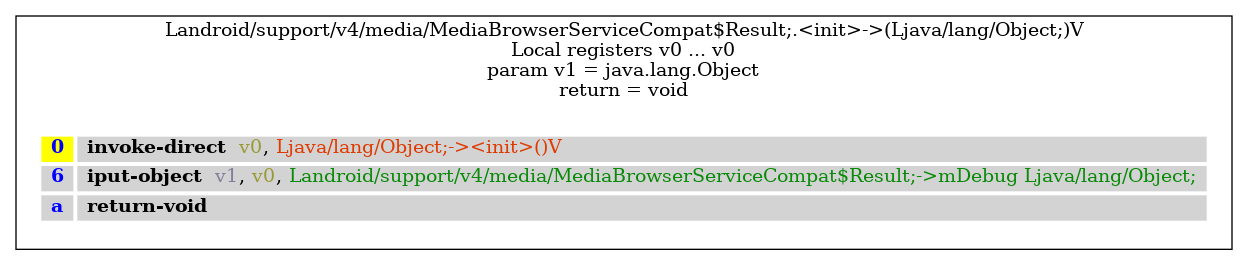 Landroid/support/v4/media/MediaBrowserServiceCompat$Result;.<init>->(Ljava/lang/Object;)V
Local registers v0 ... v0
param v1 = java.lang.Object
return = void
0 invoke-direct v0, Ljava/lang/Object;-><init>()V
6 iput-object v1, v0, Landroid/support/v4/media/MediaBrowserServiceCompat$Result;->mDebug Ljava/lang/Object;
a return-void